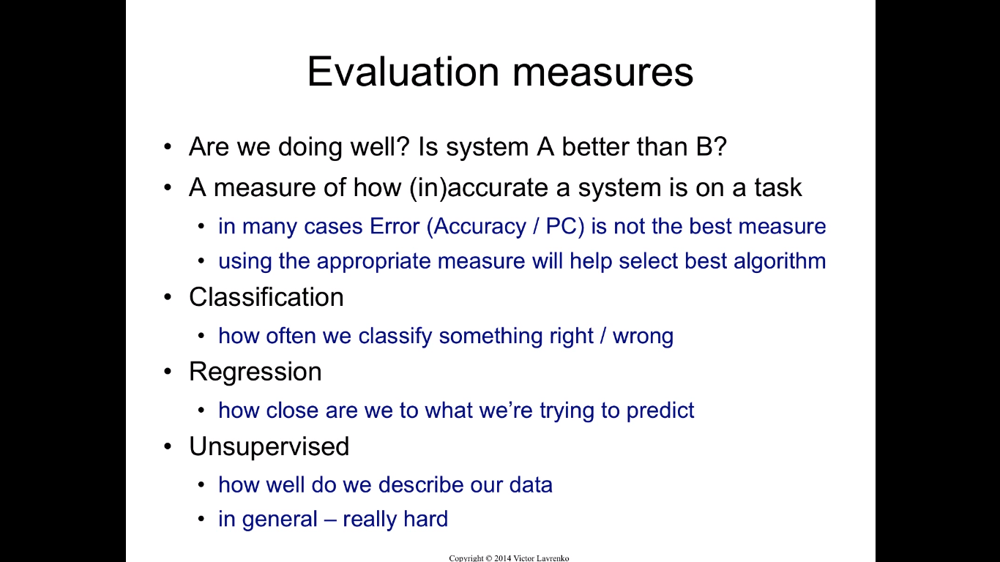 Evaluation measures
• Are we doing well? Is system A better than B?
• A measure of how (in)accurate a system is on a task
• in many cases Error (Accuracy / PC) is not the best measure
• using the appropriate measure will help select best algorithm
• Classification
• how often we classify something right / wrong
• Regression
• how close are we to what we’re trying to predict
• Unsupervised
• how well do we describe our data
• in general – really hard
Copyright © 2014 Victor Lavrenko